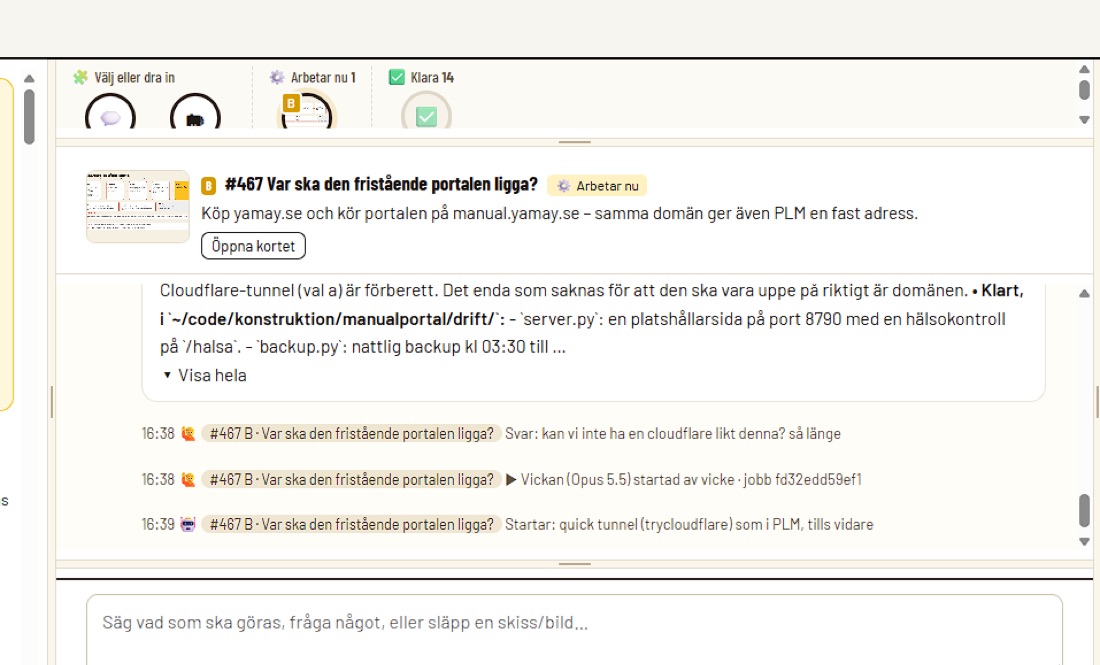 Välj eller dra in
Arbetar nu 1
Klara 14
B
B #467 Var ska den fristående portalen ligga? Arbetar nu
Köp yamay.se och kör portalen på manual.yamay.se – samma domän ger även PLM en fast adress.
Öppna kortet
Cloudflare-tunnel (val a) är förberett. Det enda som saknas för att den ska vara uppe på riktigt är domänen. • Klart,
i `~/code/konstruktion/manualportal/drift/`: - `server.py`: en platshållarsida på port 8790 med en hälsokontroll
på `/halsa`. - `backup.py`: nattlig backup kl 03:30 till ...
▼ Visa hela
16:38 #467 B · Var ska den fristående portalen ligga? Svar: kan vi inte ha en cloudflare likt denna? så länge
16:38 #467 B · Var ska den fristående portalen ligga? ▶ Vickan (Opus 5.5) startad av vicke · jobb fd32edd59ef1
16:39 #467 B · Var ska den fristående portalen ligga? Startar: quick tunnel (trycloudflare) som i PLM, tills vidare
s
Säg vad som ska göras, fråga något, eller släpp en skiss/bild...